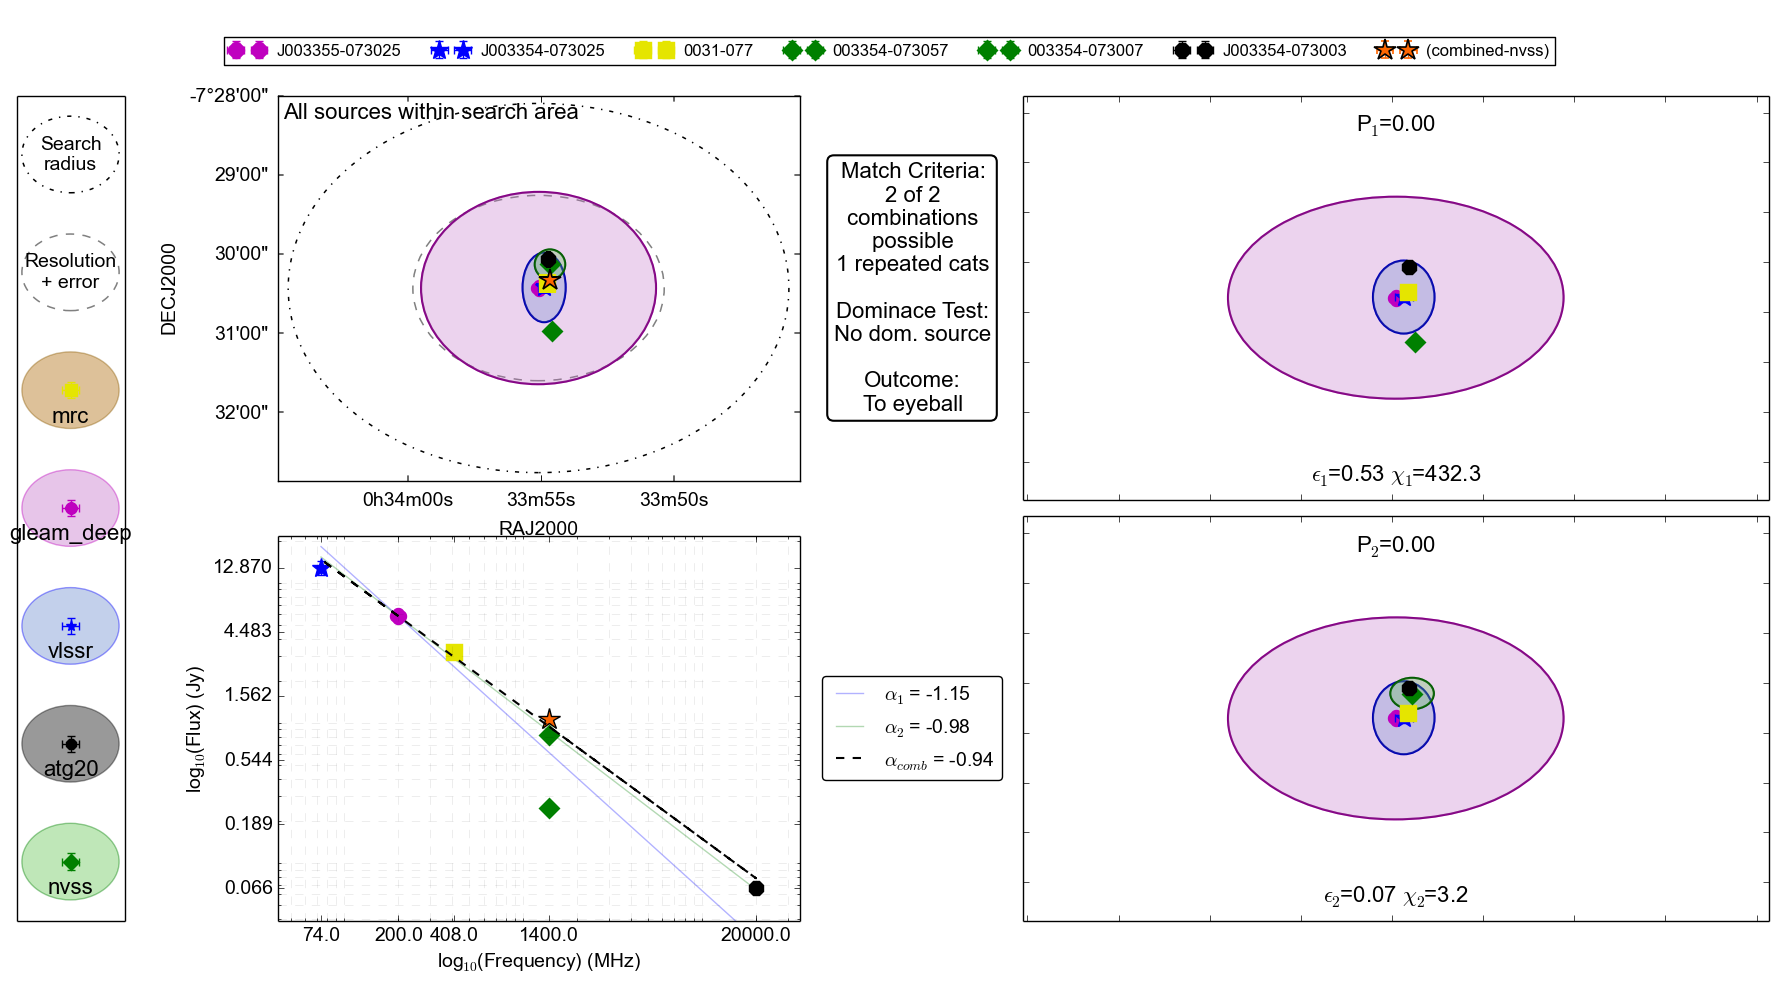 J003355-073025
J003354-073025
0031-077
003354-073057
003354-073007
J003354-073003
(combined-nvss)
Search
radius
Resolution
+ error
mrc
gleam_deep
vlssr
atg20
nvss
All sources within search area
-7°28'00"
29'00"
30'00"
31'00"
32'00"
DECJ2000
0h34m00s
33m55s
33m50s
RAJ2000
Match Criteria:
2 of 2
combinations
possible
1 repeated cats
Dominace Test:
No dom. source
Outcome:
To eyeball
P₁=0.00
ϵ₁=0.53 χ₁=432.3
12.870
4.483
1.562
0.544
0.189
0.066
log₁₀(Flux) (Jy)
74.0
200.0
408.0
1400.0
20000.0
log₁₀(Frequency) (MHz)
α₁ = -1.15
α₂ = -0.98
α_comb = -0.94
P₂=0.00
ϵ₂=0.07 χ₂=3.2